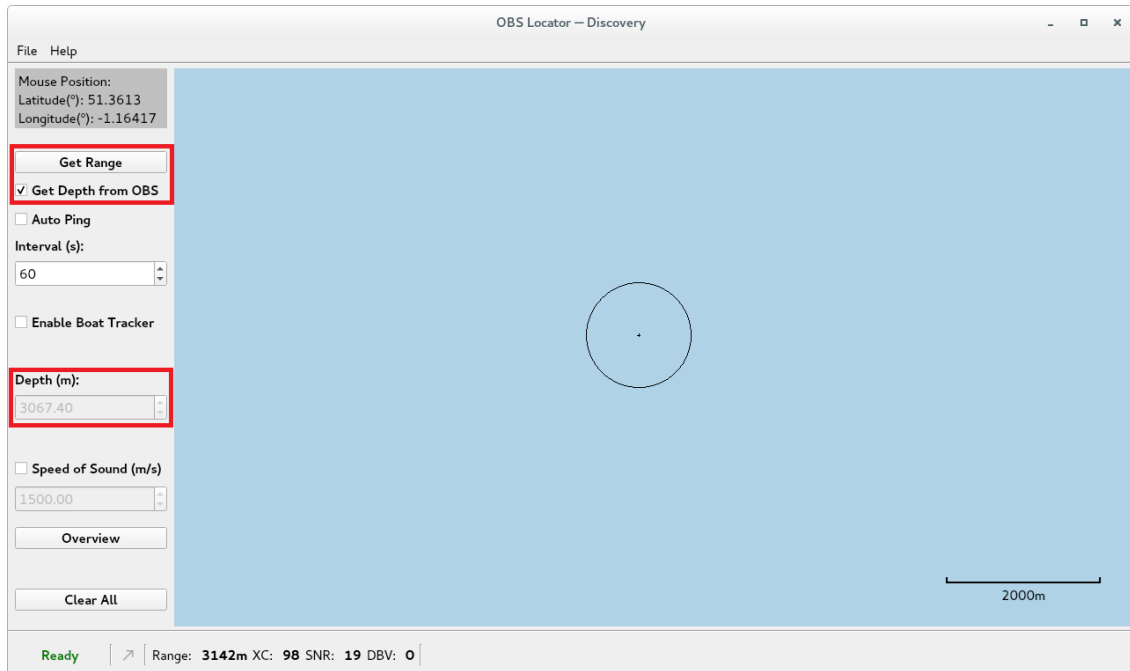 OBS Locator — Discovery
File Help
Mouse Position:
Latitude(º): 51.3613
Longitude(º): -1.16417
Get Range
Get Depth from OBS
Auto Ping
Interval (s):
60
Enable Boat Tracker
Depth (m):
3067.40
Speed of Sound (m/s)
1500.00
Overview
Clear All
2000m
Ready Range: 3142m XC: 98 SNR: 19 DBV: 0